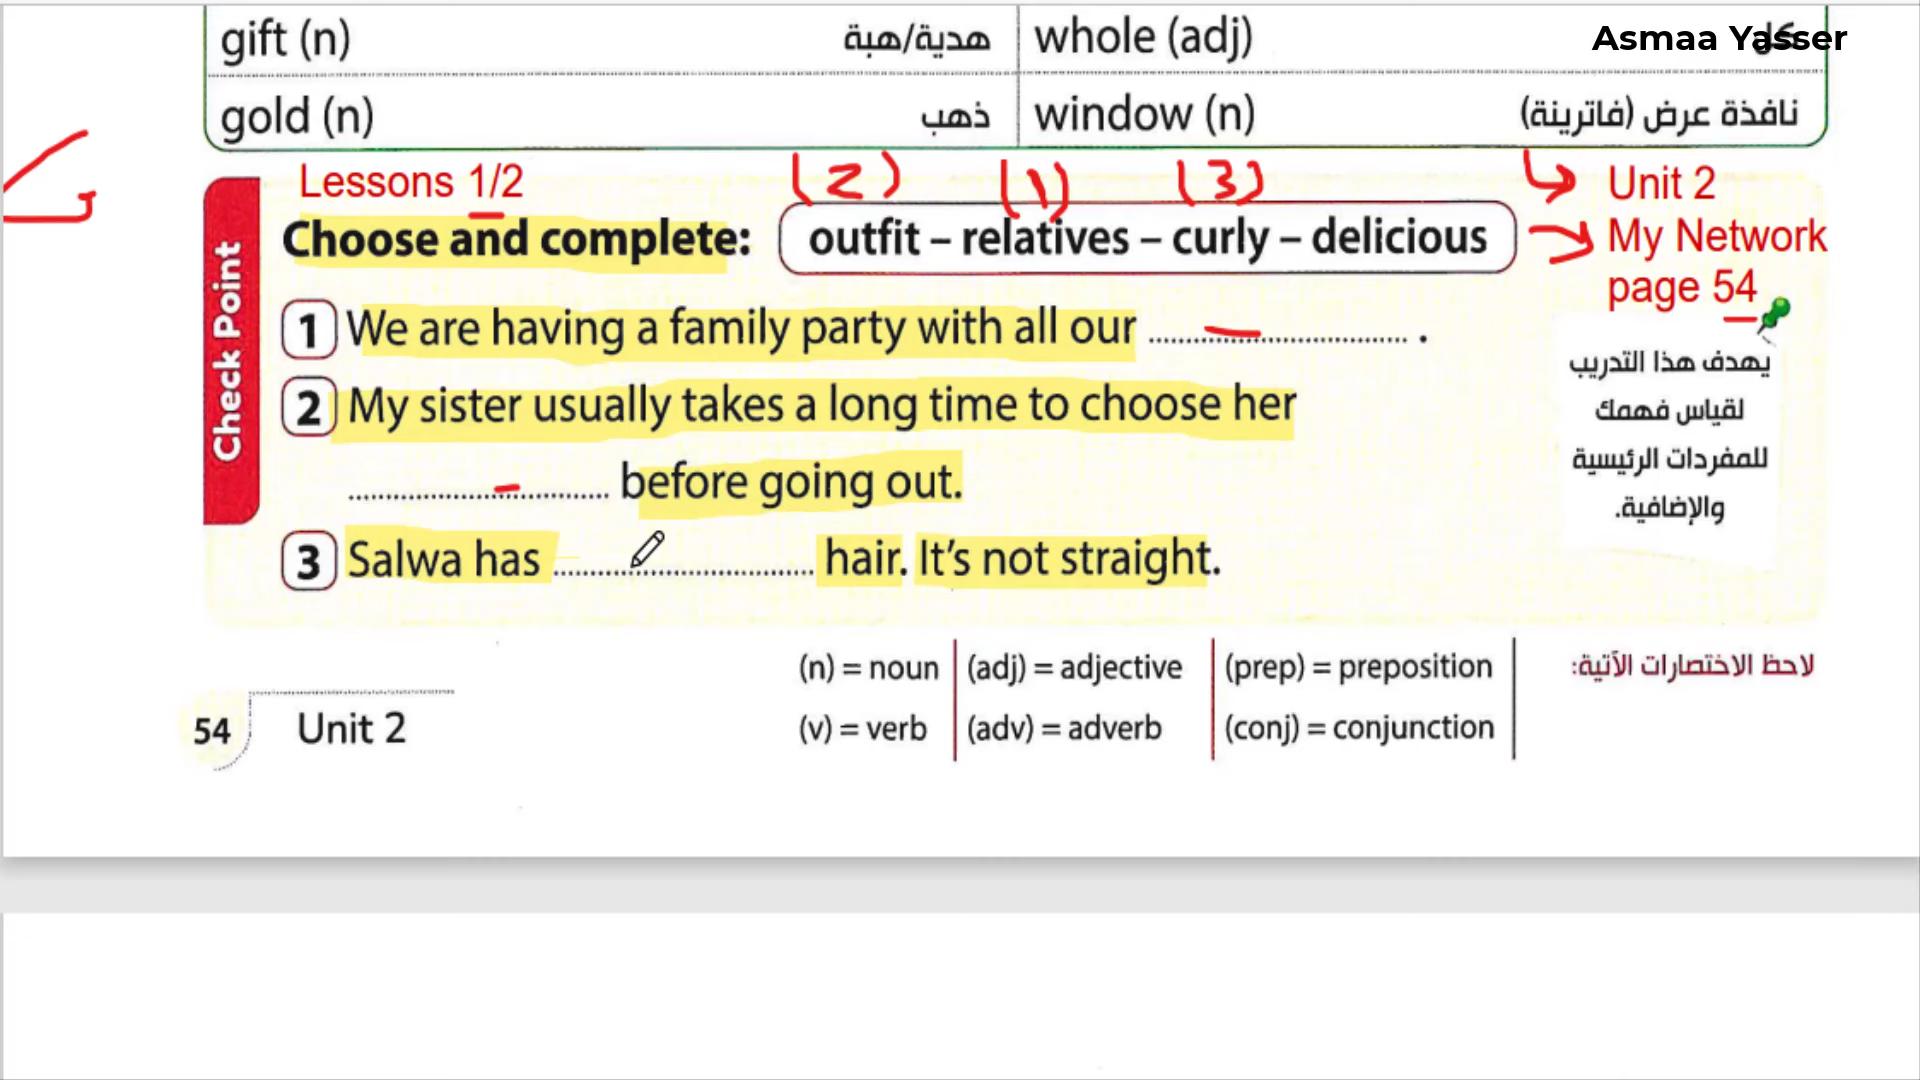 gift (n) هدية/هبة whole (adj) Asmaa Yasser
gold (n) ذهب window (n) نافذة عرض (فاترينة)
Lessons 1/2 (2) (1) (3) Unit 2
Check Point
Choose and complete: outfit – relatives – curly – delicious My Network
page 54
1 We are having a family party with all our .
2 My sister usually takes a long time to choose her
before going out.
3 Salwa has hair. It's not straight.
يهدف هذا التدريب
لقياس فهمك
للمفردات الرئيسية
والإضافية.
(n) = noun (adj) = adjective (prep) = preposition لاحظ الاختصارات الآتية:
(v) = verb (adv) = adverb (conj) = conjunction
54 Unit 2